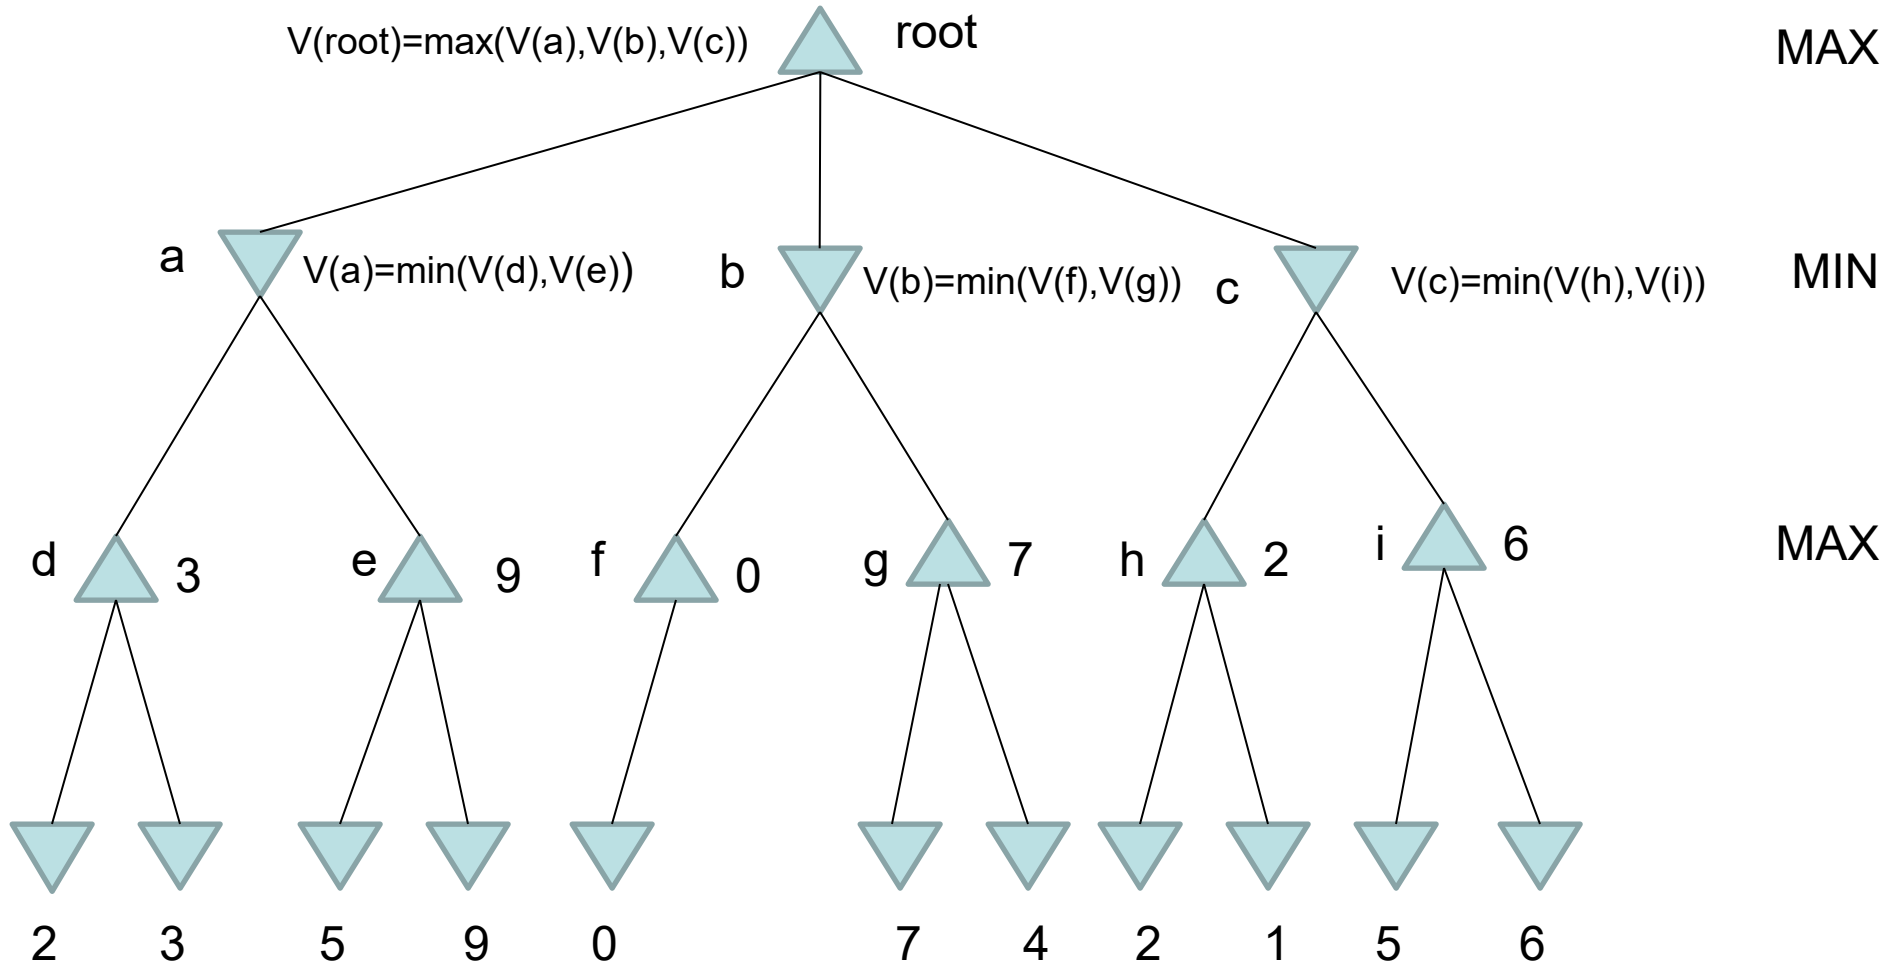 V(root)=max(V(a),V(b),V(c)) root MAX
a V(a)=min(V(d),V(e)) b V(b)=min(V(f),V(g)) c V(c)=min(V(h),V(i)) MIN
d 3 e 9 f 0 g 7 h 2 i 6 MAX
2 3 5 9 0 7 4 2 1 5 6